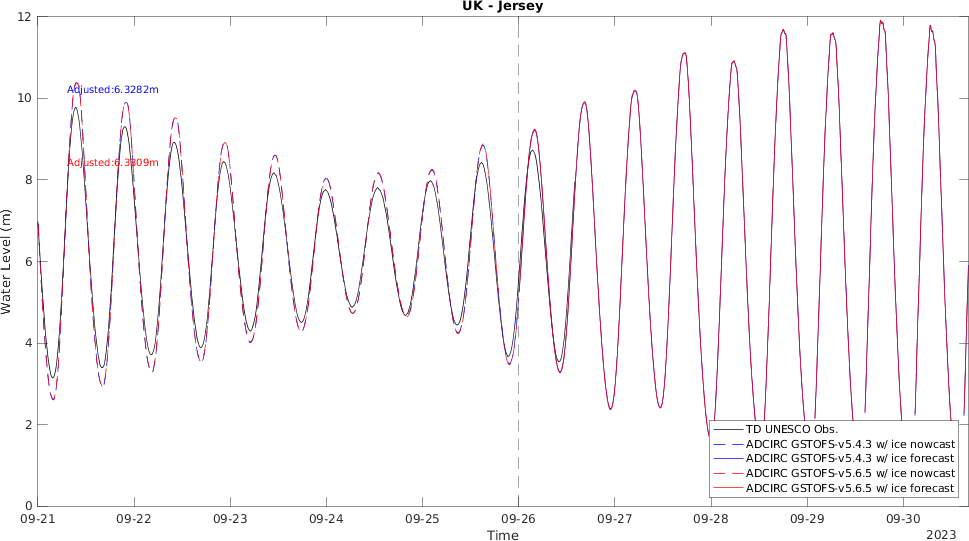 UK - Jersey
12
10
8
6
4
2
0
Water Level (m)
Adjusted:6.3282m
Adjusted:6.3309m
TD UNESCO Obs.
ADCIRC GSTOFS-v5.4.3 w/ ice nowcast
ADCIRC GSTOFS-v5.4.3 w/ ice forecast
ADCIRC GSTOFS-v5.6.5 w/ ice nowcast
ADCIRC GSTOFS-v5.6.5 w/ ice forecast
09-21 09-22 09-23 09-24 09-25 09-26 09-27 09-28 09-29 09-30
Time
2023